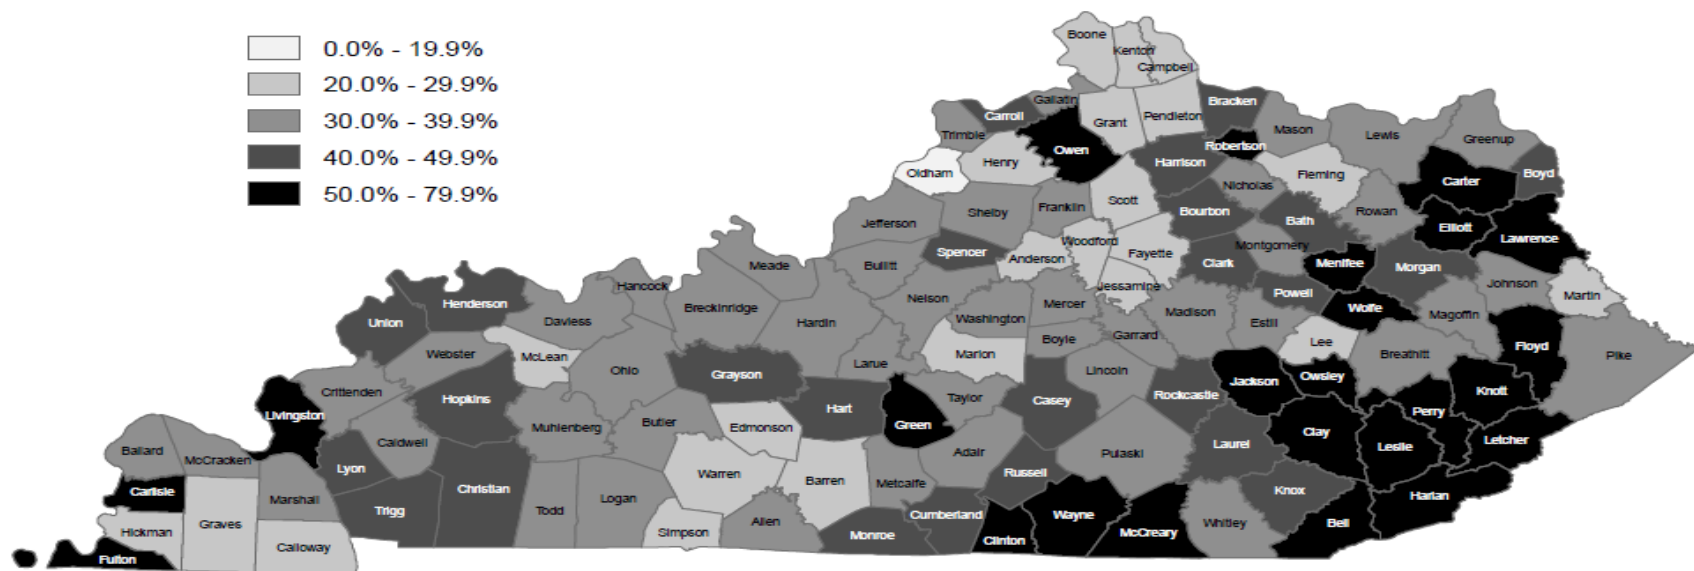 0.0% - 19.9%
20.0% - 29.9%
30.0% - 39.9%
40.0% - 49.9%
50.0% - 79.9%
Boone
Kenton
Campbell
Gallatin
Carroll
Trimble
Grant
Pendleton
Bracken
Mason
Lewis
Greenup
Owen
Robertson
Henry
Oldham
Harrison
Nicholas
Fleming
Carter
Boyd
Scott
Franklin
Shelby
Jefferson
Bourbon
Bath
Rowan
Elliott
Lawrence
Woodford
Fayette
Montgomery
Spencer
Anderson
Bullitt
Meade
Clark
Menifee
Morgan
Johnson
Martin
Jessamine
Powell
Wolfe
Magoffin
Hancock
Henderson
Union
Daviess
Breckinridge
Hardin
Nelson
Washington
Mercer
Madison
Estill
Garrard
Boyle
Lee
Breathitt
Floyd
Pike
Webster
McLean
Ohio
Grayson
Larue
Marion
Lincoln
Rockcastle
Jackson
Owsley
Knott
Perry
Crittenden
Hopkins
Hart
Taylor
Casey
Livingston
Muhlenberg
Butler
Edmonson
Green
Clay
Leslie
Letcher
Caldwell
Laurel
Pulaski
Adair
Ballard
McCracken
Lyon
Warren
Barren
Metcalfe
Russell
Knox
Harlan
Carlisle
Marshall
Christian
Todd
Logan
Trigg
Graves
Hickman
Calloway
Simpson
Allen
Monroe
Cumberland
Clinton
Wayne
McCreary
Whitley
Bell
Fulton